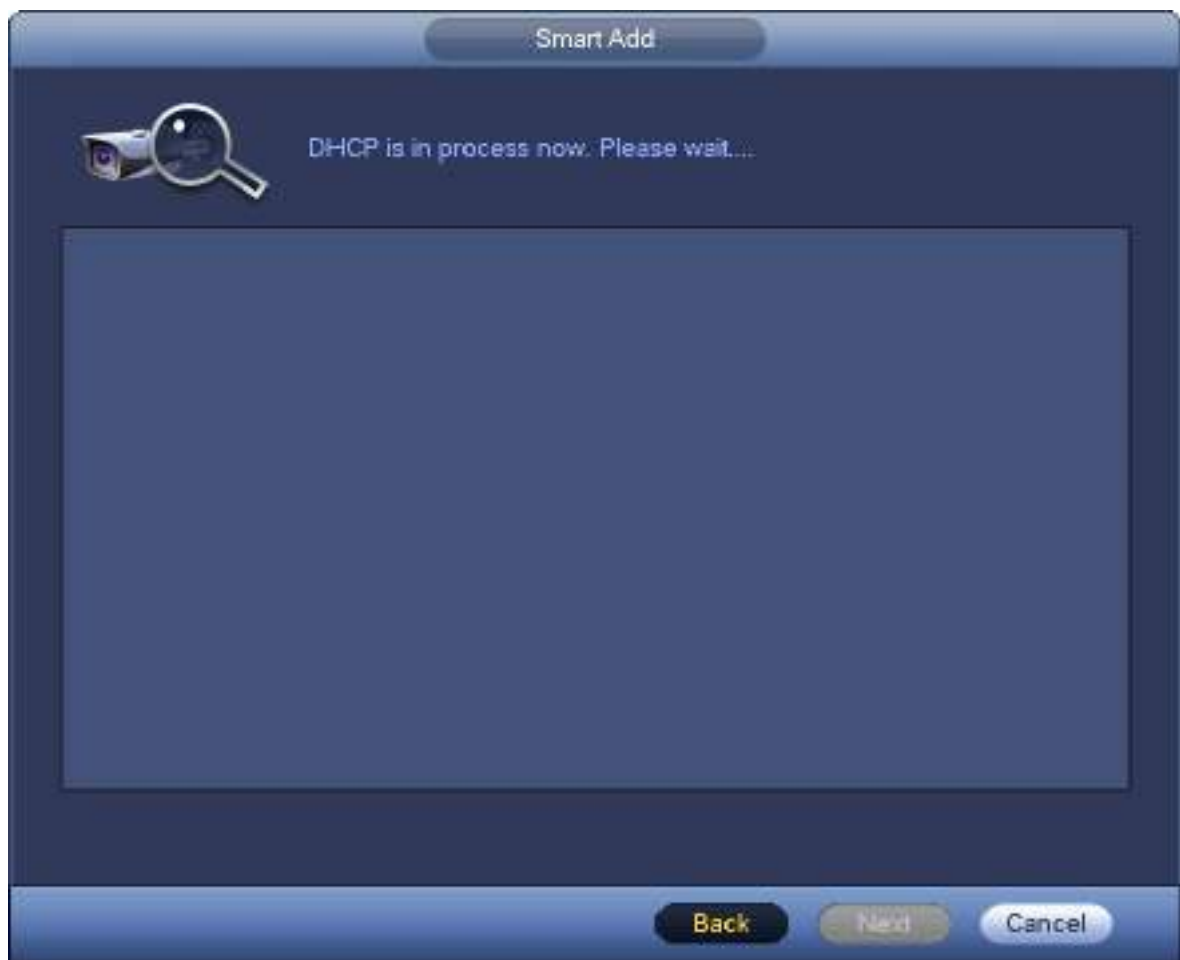 Smart Add
DHCP is in process now. Please wait....
Back
Next
Cancel